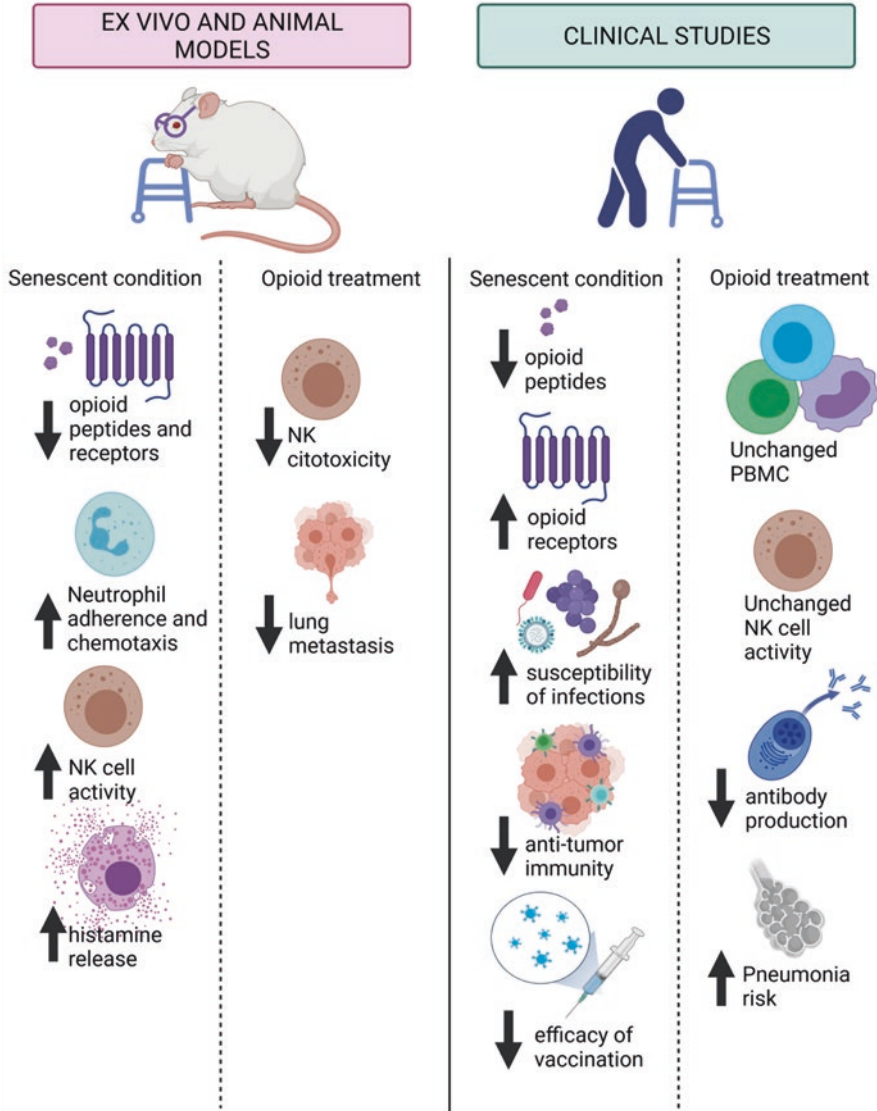 EX VIVO AND ANIMAL
MODELS
CLINICAL STUDIES
Senescent condition
opioid
peptides and
receptors
Neutrophil
adherence and
chemotaxis
NK cell
activity
histamine
release
Opioid treatment
NK
citotoxicity
lung
metastasis
Senescent condition
opioid
peptides
opioid
receptors
susceptibility
of infections
anti-tumor
immunity
efficacy of
vaccination
Opioid treatment
Unchanged
PBMC
Unchanged
NK cell
activity
antibody
production
Pneumonia
risk